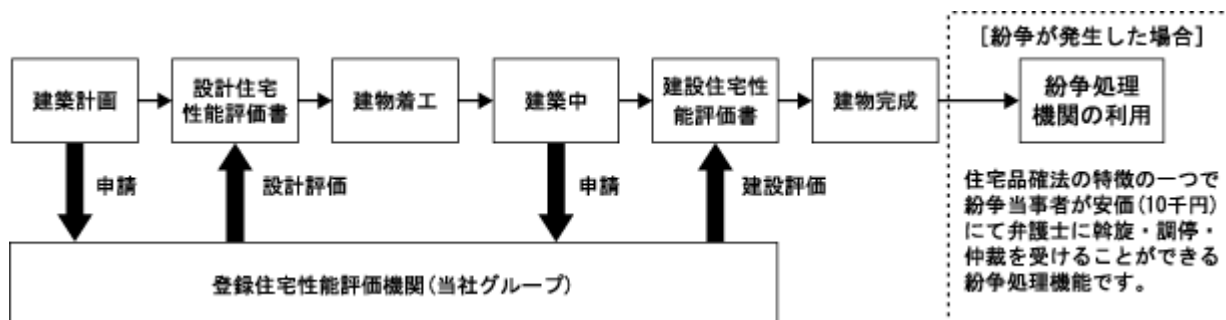 [紛争が発生した場合]
建築計画
設計住宅
性能評価書
建物着工
建築中
建設住宅性
能評価書
建物完成
紛争処理
機関の利用
申請
設計評価
申請
建設評価
住宅品確法の特徴の一つで
紛争当事者が安価(10千円)
にて弁護士に斡旋・調停・
仲裁を受けることができる
紛争処理機能です。
登録住宅性能評価機関(当社グループ)